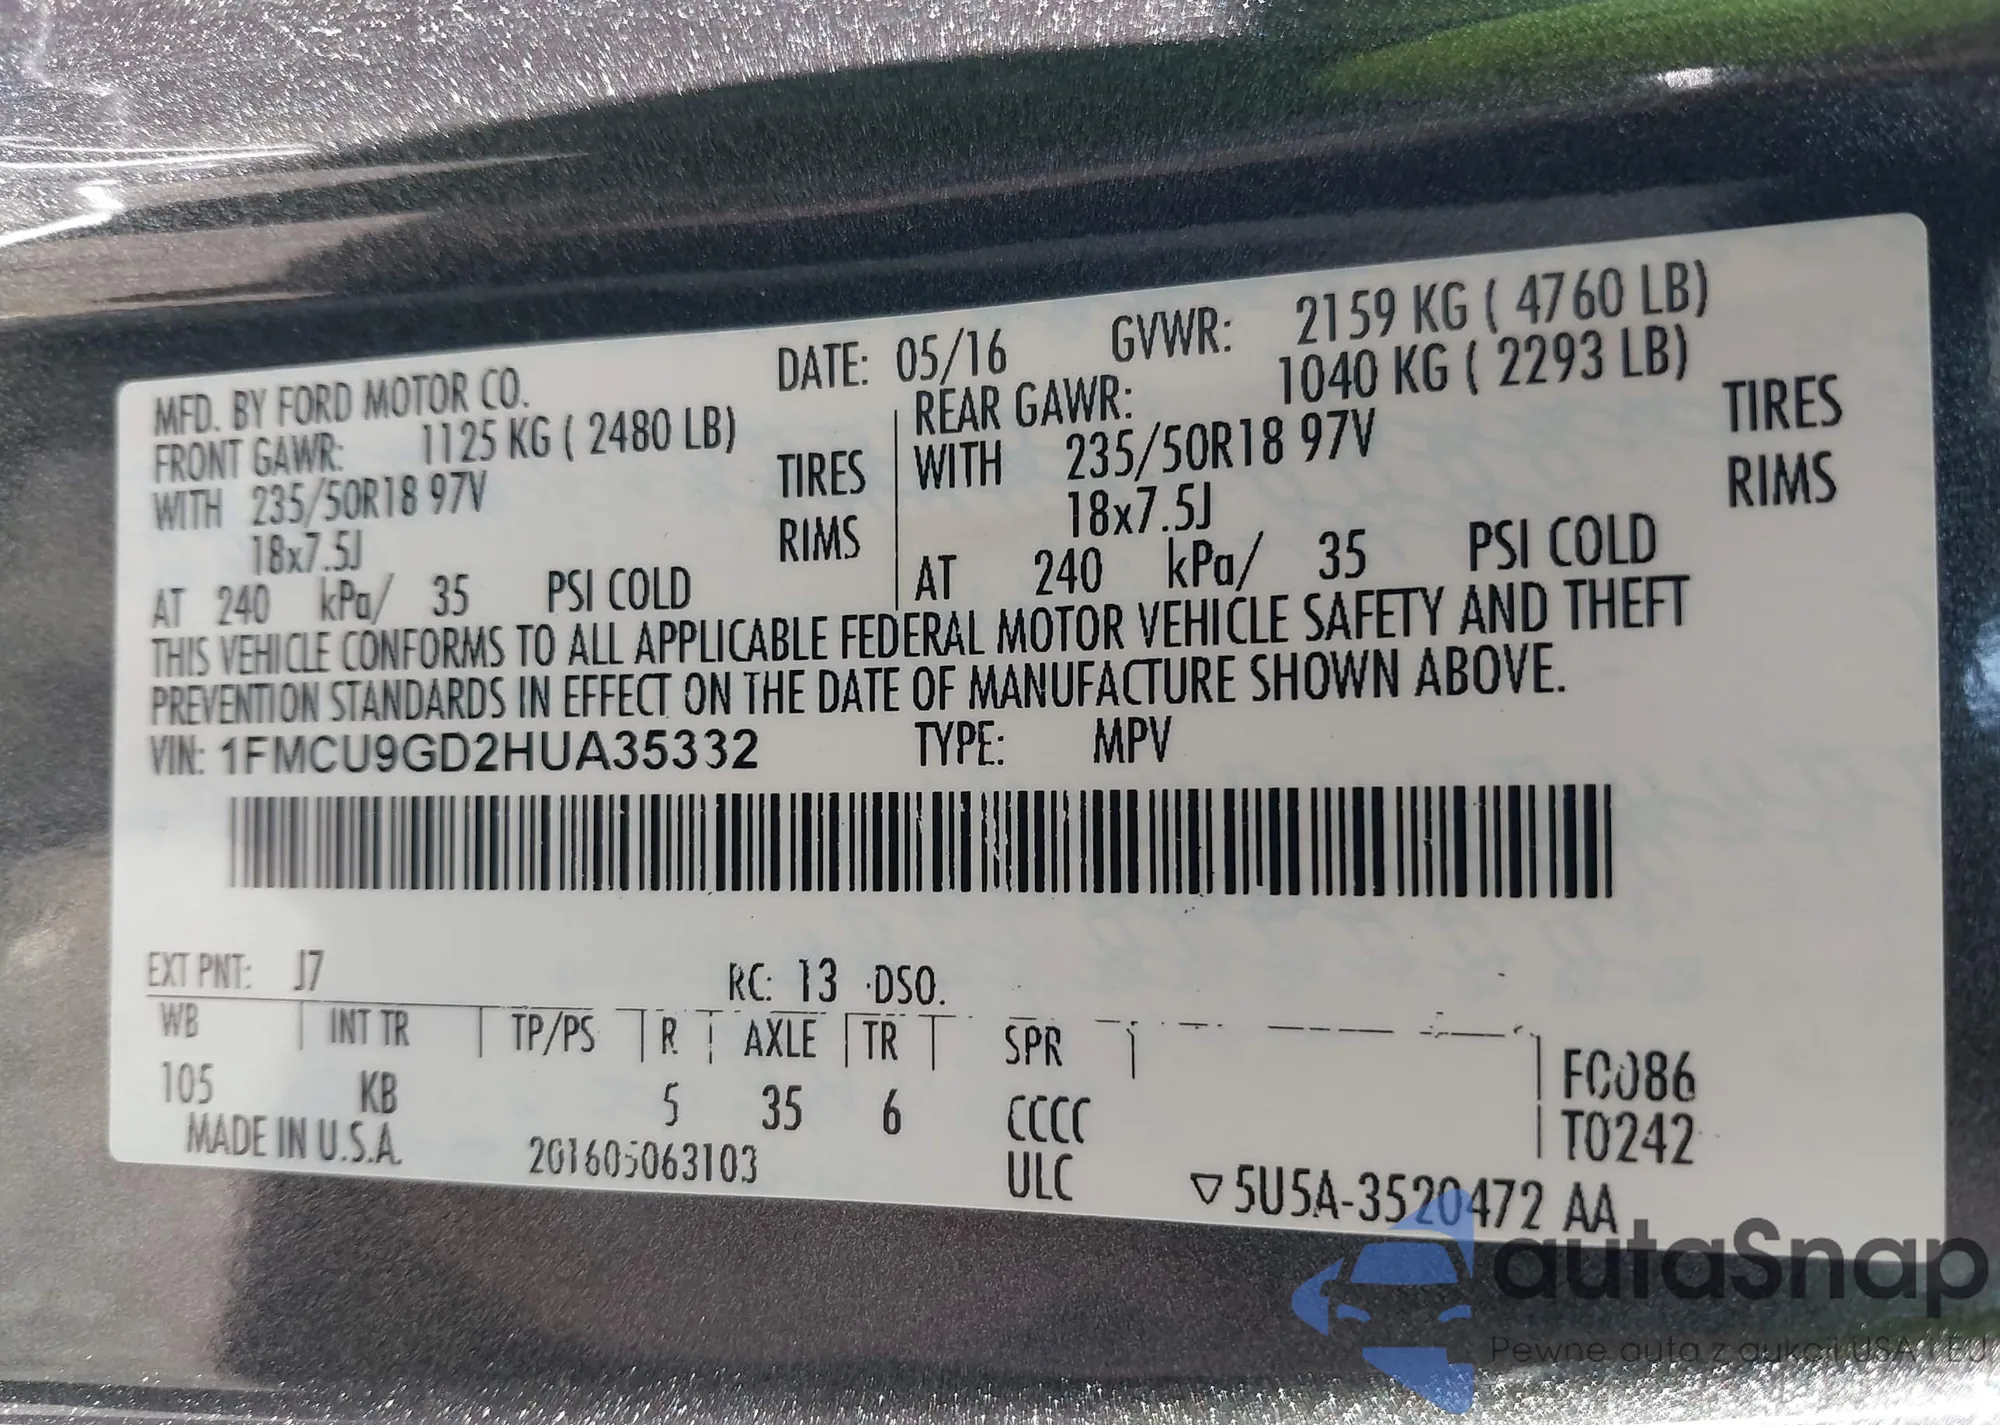 MFD. BY FORD MOTOR CO. DATE: 05/16 GVWR: 2159 KG ( 4760 LB)
FRONT GAWR: 1125 KG ( 2480 LB) REAR GAWR: 1040 KG ( 2293 LB)
WITH 235/50R18 97V TIRES WITH 235/50R18 97V TIRES
18x7.5J RIMS 18x7.5J RIMS
AT 240 kPa/ 35 PSI COLD AT 240 kPa/ 35 PSI COLD
THIS VEHICLE CONFORMS TO ALL APPLICABLE FEDERAL MOTOR VEHICLE SAFETY AND THEFT
PREVENTION STANDARDS IN EFFECT ON THE DATE OF MANUFACTURE SHOWN ABOVE.
VIN: 1FMCU9GD2HUA35332 TYPE: MPV
EXT PNT: J7 RC: 13 DSO.
WB INT TR TP/PS R AXLE TR SPR
105 KB 5 35 6 CCCC FC086
MADE IN U.S.A. 201605063103 ULC T0242
▽5U5A-3520472 AA
autaSnap
Pewne auta z aukcji USA i EU